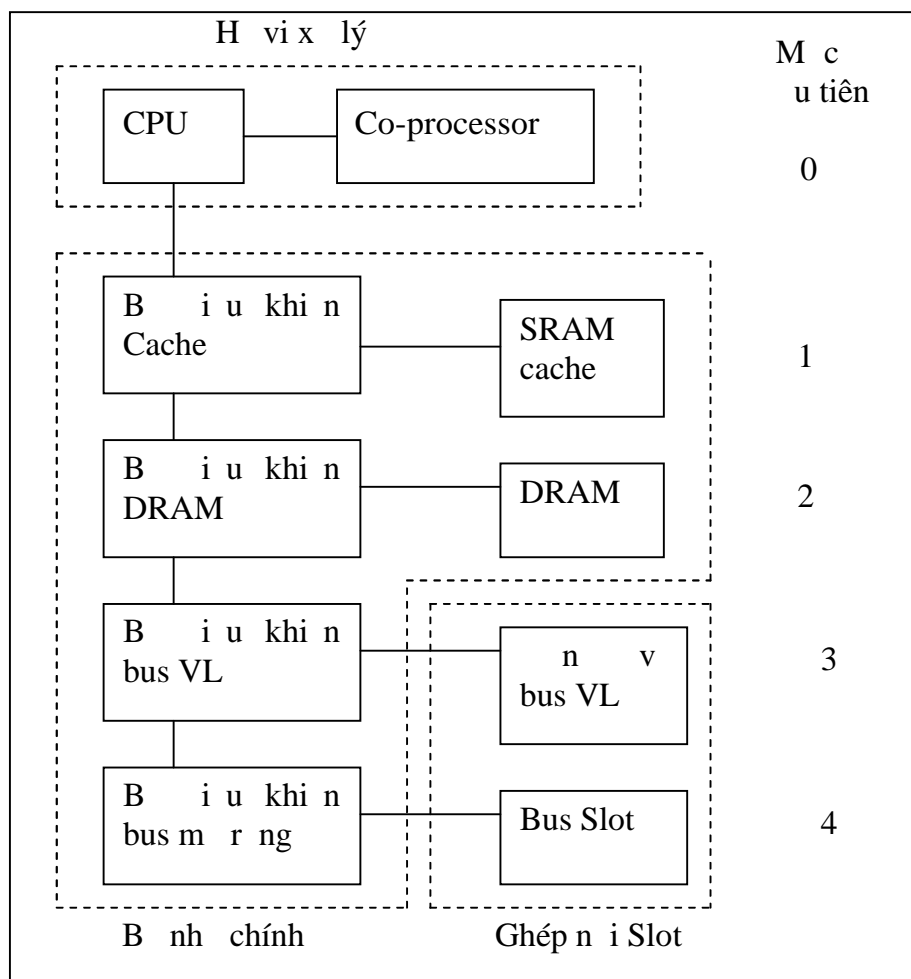 H vi x lý
M c
u tiên
CPU
Co-processor
0
B i u khi n
Cache
SRAM
cache
1
B i u khi n
DRAM
DRAM
2
B i u khi n
bus VL
n v
bus VL
3
B i u khi n
bus m r ng
Bus Slot
4
B nh chính
Ghép n i Slot